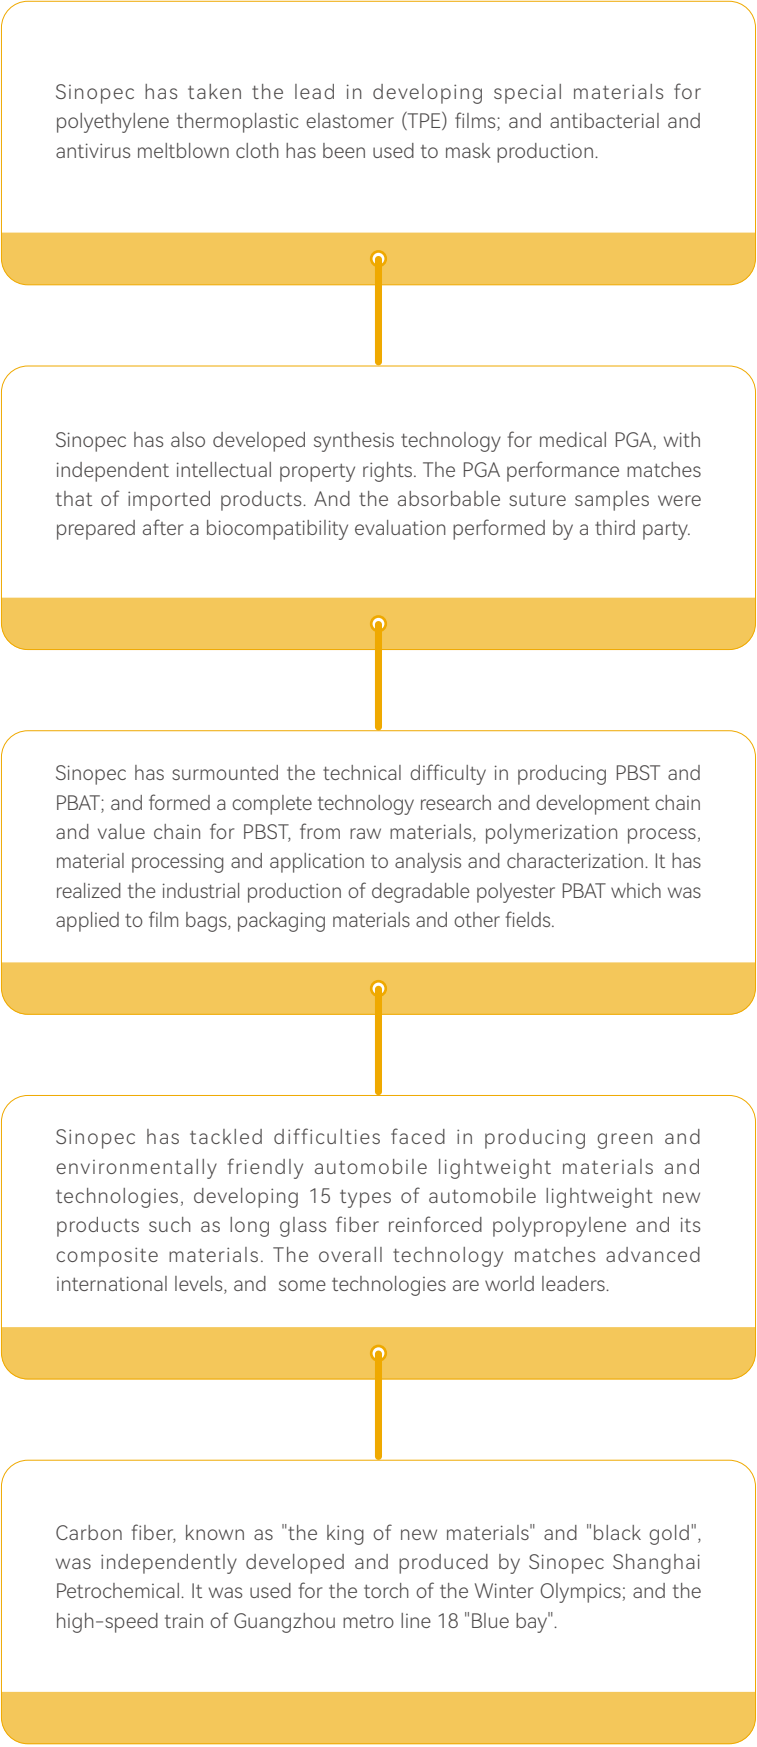 Sinopec has taken the lead in developing special materials for
polyethylene thermoplastic elastomer (TPE) films; and antibacterial and
antivirus meltblown cloth has been used to mask production.
Sinopec has also developed synthesis technology for medical PGA, with
independent intellectual property rights. The PGA performance matches
that of imported products. And the absorbable suture samples were
prepared after a biocompatibility evaluation performed by a third party.
Sinopec has surmounted the technical difficulty in producing PBST and
PBAT; and formed a complete technology research and development chain
and value chain for PBST, from raw materials, polymerization process,
material processing and application to analysis and characterization. It has
realized the industrial production of degradable polyester PBAT which was
applied to film bags, packaging materials and other fields.
Sinopec has tackled difficulties faced in producing green and
environmentally friendly automobile lightweight materials and
technologies, developing 15 types of automobile lightweight new
products such as long glass fiber reinforced polypropylene and its
composite materials. The overall technology matches advanced
international levels, and  some technologies are world leaders.
Carbon fiber, known as "the king of new materials" and "black gold",
was independently developed and produced by Sinopec Shanghai
Petrochemical. It was used for the torch of the Winter Olympics; and the
high-speed train of Guangzhou metro line 18 "Blue bay".